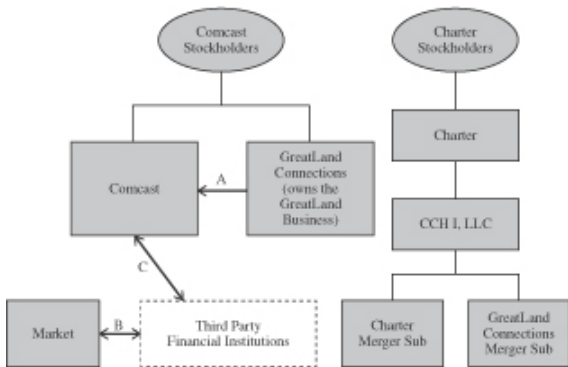 Comcast
Stockholders
Charter
Stockholders
Comcast
A
GreatLand
Connections
(owns the
GreatLand
Business)
Charter
CCH I, LLC
C
Market
B
Third Party
Financial Institutions
Charter
Merger Sub
GreatLand
Connections
Merger Sub